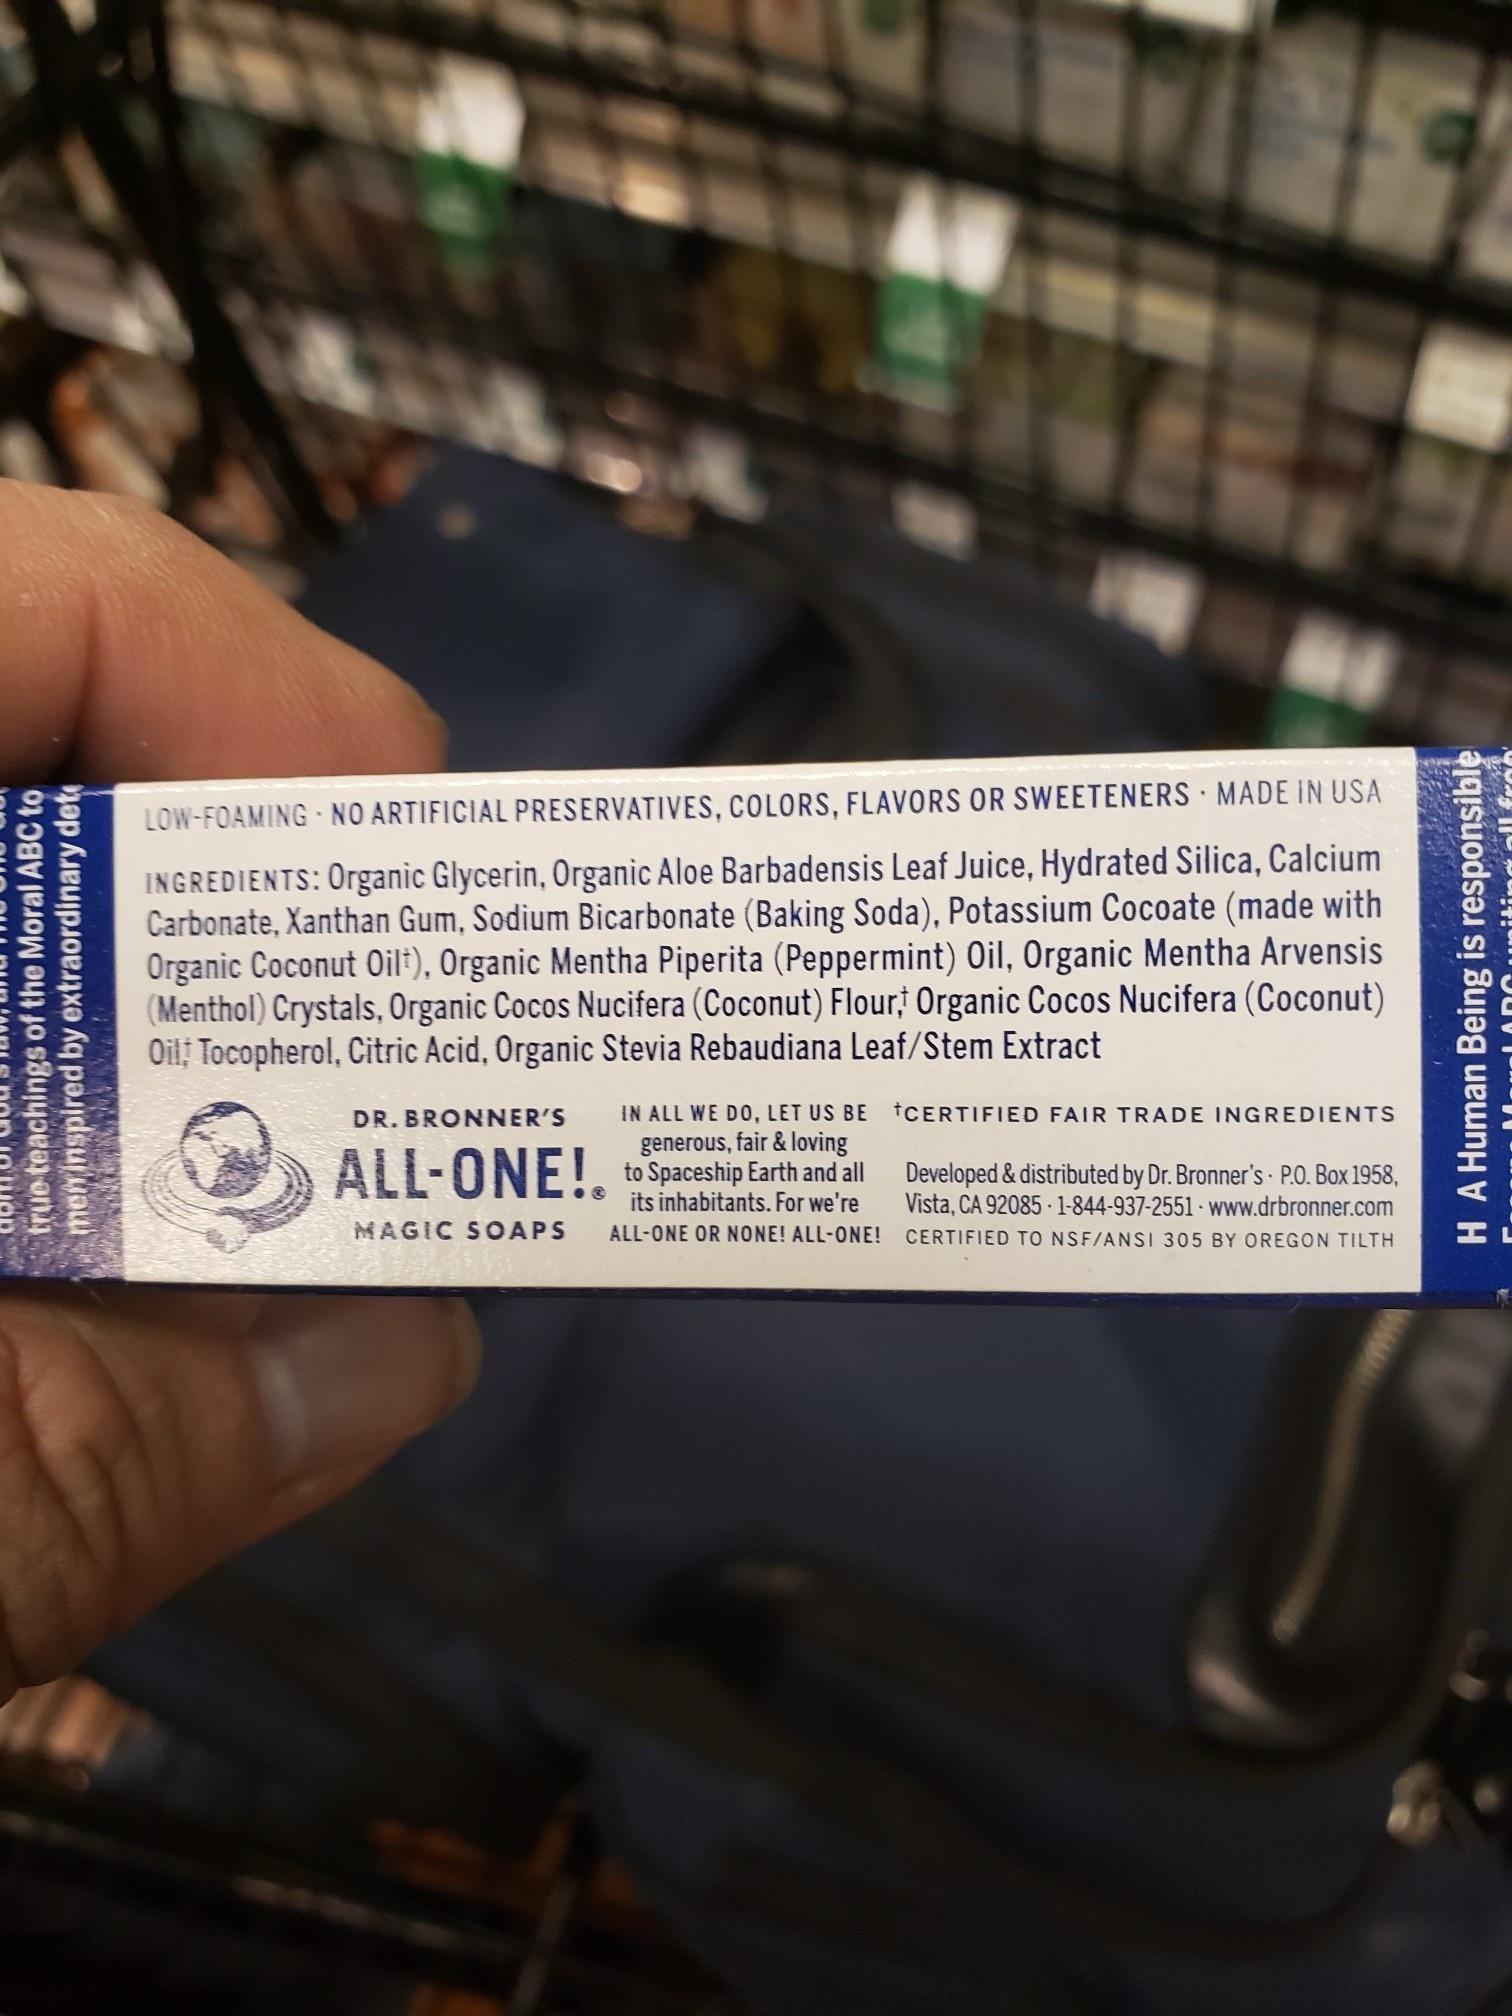 LOW-FOAMING · NO ARTIFICIAL PRESERVATIVES, COLORS, FLAVORS OR SWEETENERS · MADE IN USA
INGREDIENTS: Organic Glycerin, Organic Aloe Barbadensis Leaf Juice, Hydrated Silica, Calcium
Carbonate, Xanthan Gum, Sodium Bicarbonate (Baking Soda), Potassium Cocoate (made with
Organic Coconut Oil†), Organic Mentha Piperita (Peppermint) Oil, Organic Mentha Arvensis
(Menthol) Crystals, Organic Cocos Nucifera (Coconut) Flour,† Organic Cocos Nucifera (Coconut)
Oil,† Tocopherol, Citric Acid, Organic Stevia Rebaudiana Leaf/Stem Extract
DR. BRONNER'S
ALL-ONE!®
MAGIC SOAPS
IN ALL WE DO, LET US BE
generous, fair & loving
to Spaceship Earth and all
its inhabitants. For we're
ALL-ONE OR NONE! ALL-ONE!
†CERTIFIED FAIR TRADE INGREDIENTS
Developed & distributed by Dr. Bronner's · P.O. Box 1958,
Vista, CA 92085 · 1-844-937-2551 · www.drbronner.com
CERTIFIED TO NSF/ANSI 305 BY OREGON TILTH
true teachings of the Moral ABC to
men inspired by extraordinary
H A Human Being is responsible